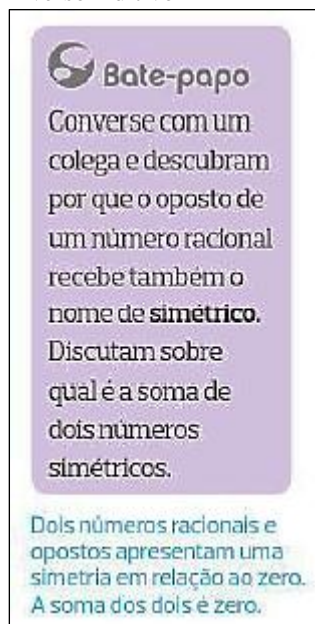 Bate-papo
Converse com um
colega e descubram
por que o oposto de
um número racional
recebe também o
nome de simétrico.
Discutam sobre
qual é a soma de
dois números
simétricos.
Dois números racionais e
opostos apresentam uma
simetria em relação ao zero.
A soma dos dois é zero.